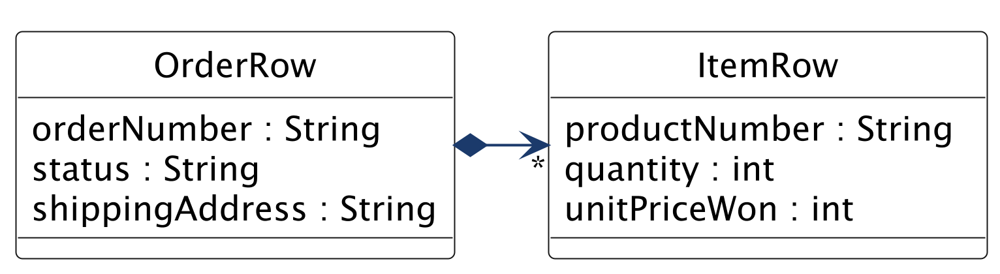 OrderRow
orderNumber : String
status : String
shippingAddress : String
*
ItemRow
productNumber : String
quantity : int
unitPriceWon : int